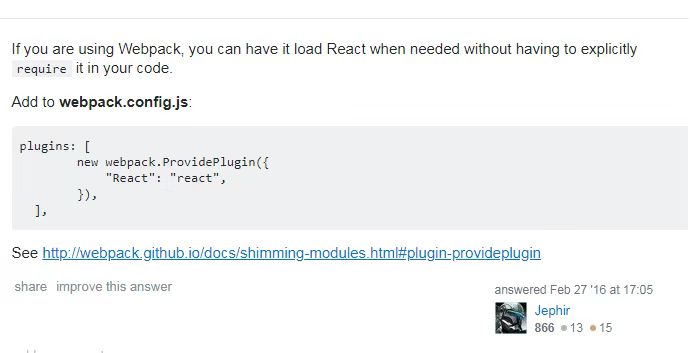 If you are using Webpack, you can have it load React when needed without having to explicitly
require it in your code.
Add to webpack.config.js:
plugins: [
        new webpack.ProvidePlugin({
            "React": "react",
        }),
  ],
See http://webpack.github.io/docs/shimming-modules.html#plugin-provideplugin
share improve this answer
answered Feb 27 '16 at 17:05
Jephir
866 13 15